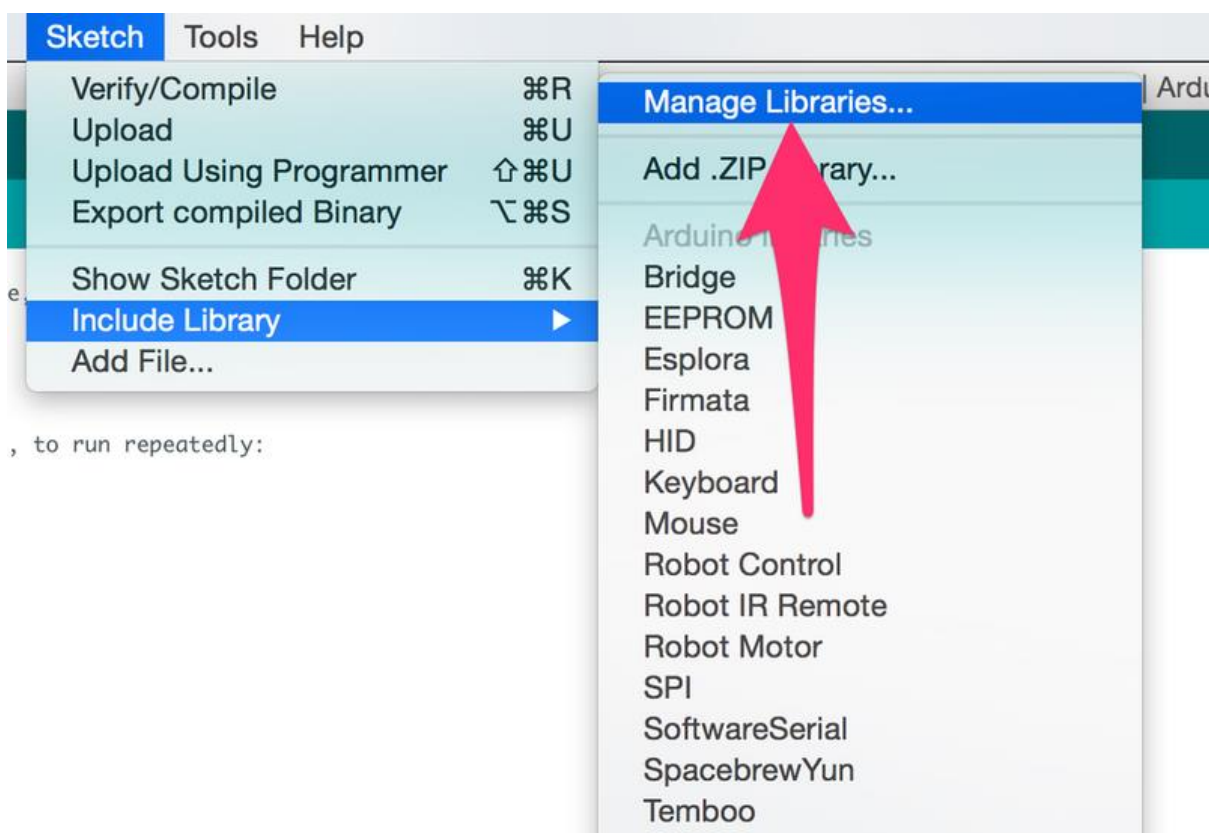 Sketch Tools Help
Verify/Compile ⌘R
Upload ⌘U
Upload Using Programmer ⇧⌘U
Export compiled Binary ⌥⌘S
Show Sketch Folder ⌘K
Include Library ▶
Add File...
, to run repeatedly:
Manage Libraries...
Add .ZIP
Bridge
EEPROM
Esplora
Firmata
HID
Keyboard
Mouse
Robot Control
Robot IR Remote
Robot Motor
SPI
SoftwareSerial
SpacebrewYun
Temboo